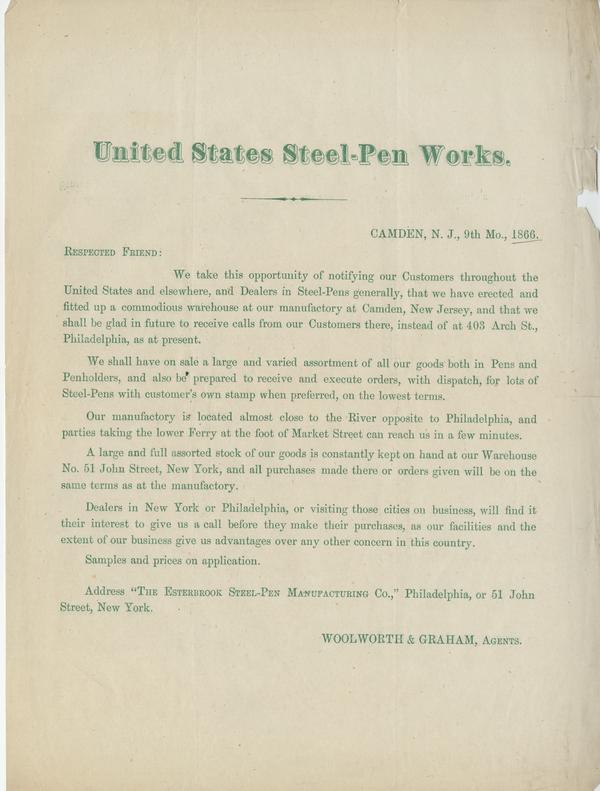 United States Steel-Pen Works.
CAMDEN, N. J., 9th Mo., 1866.
RESPECTED FRIEND:
We take this opportunity of notifying our Customers throughout the
United States and elsewhere, and Dealers in Steel-Pens generally, that we have erected and
fitted up a commodious warehouse at our manufactory at Camden, New Jersey, and that we
shall be glad in future to receive calls from our Customers there, instead of at 403 Arch St.,
Philadelphia, as at present.
We shall have on sale a large and varied assortment of all our goods both in Pens and
Penholders, and also be prepared to receive and execute orders, with dispatch, for lots of
Steel-Pens with customer's own stamp when preferred, on the lowest terms.
Our manufactory is located almost close to the River opposite to Philadelphia, and
parties taking the lower Ferry at the foot of Market Street can reach us in a few minutes.
A large and full assorted stock of our goods is constantly kept on hand at our Warehouse
No. 51 John Street, New York, and all purchases made there or orders given will be on the
same terms as at the manufactory.
Dealers in New York or Philadelphia, or visiting those cities on business, will find it
their interest to give us a call before they make their purchases, as our facilities and the
extent of our business give us advantages over any other concern in this country.
Samples and prices on application.
Address "THE ESTERBROOK STEEL-PEN MANUFACTURING CO.," Philadelphia, or 51 John
Street, New York.
WOOLWORTH & GRAHAM, AGENTS.